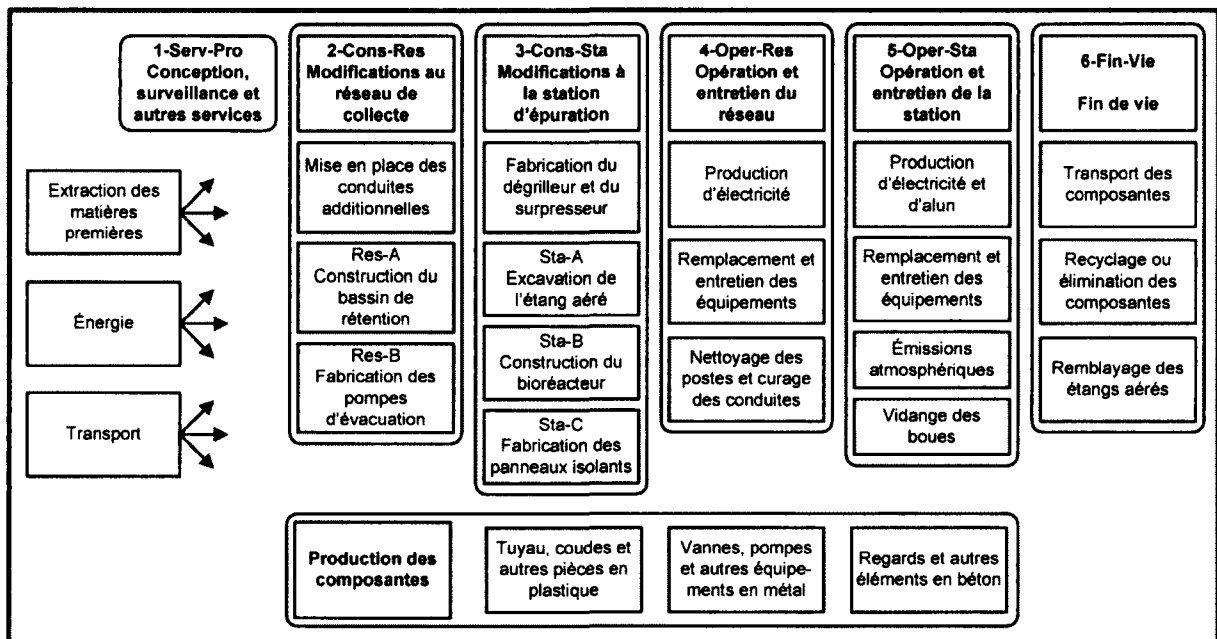 1-Serv-Pro
Conception,
surveillance et
autres services
2-Cons-Res
Modifications au
réseau de
collecte
3-Cons-Sta
Modifications à
la station
d'épuration
4-Oper-Res
Opération et
entretien du
réseau
5-Oper-Sta
Opération et
entretien de la
station
6-Fin-Vie
Fin de vie
Extraction des
matières
premières
Énergie
Transport
Mise en place des
conduites
additionnelles
Res-A
Construction du
bassin de
rétention
Res-B
Fabrication des
pompes
d'évacuation
Fabrication du
dégrilleur et du
surpresseur
Sta-A
Excavation de
l'étang aéré
Sta-B
Construction du
bioréacteur
Sta-C
Fabrication des
panneaux isolants
Production
d'électricité
Remplacement et
entretien des
équipements
Nettoyage des
postes et curage
des conduites
Production
d'électricité et
d'alun
Remplacement et
entretien des
équipements
Émissions
atmosphériques
Vidange des
boues
Transport des
composantes
Recyclage ou
élimination des
composantes
Remblayage des
étangs aérés
Production des
composantes
Tuyau, coudes et
autres pièces en
plastique
Vannes, pompes
et autres équipe-
ments en métal
Regards et autres
éléments en béton